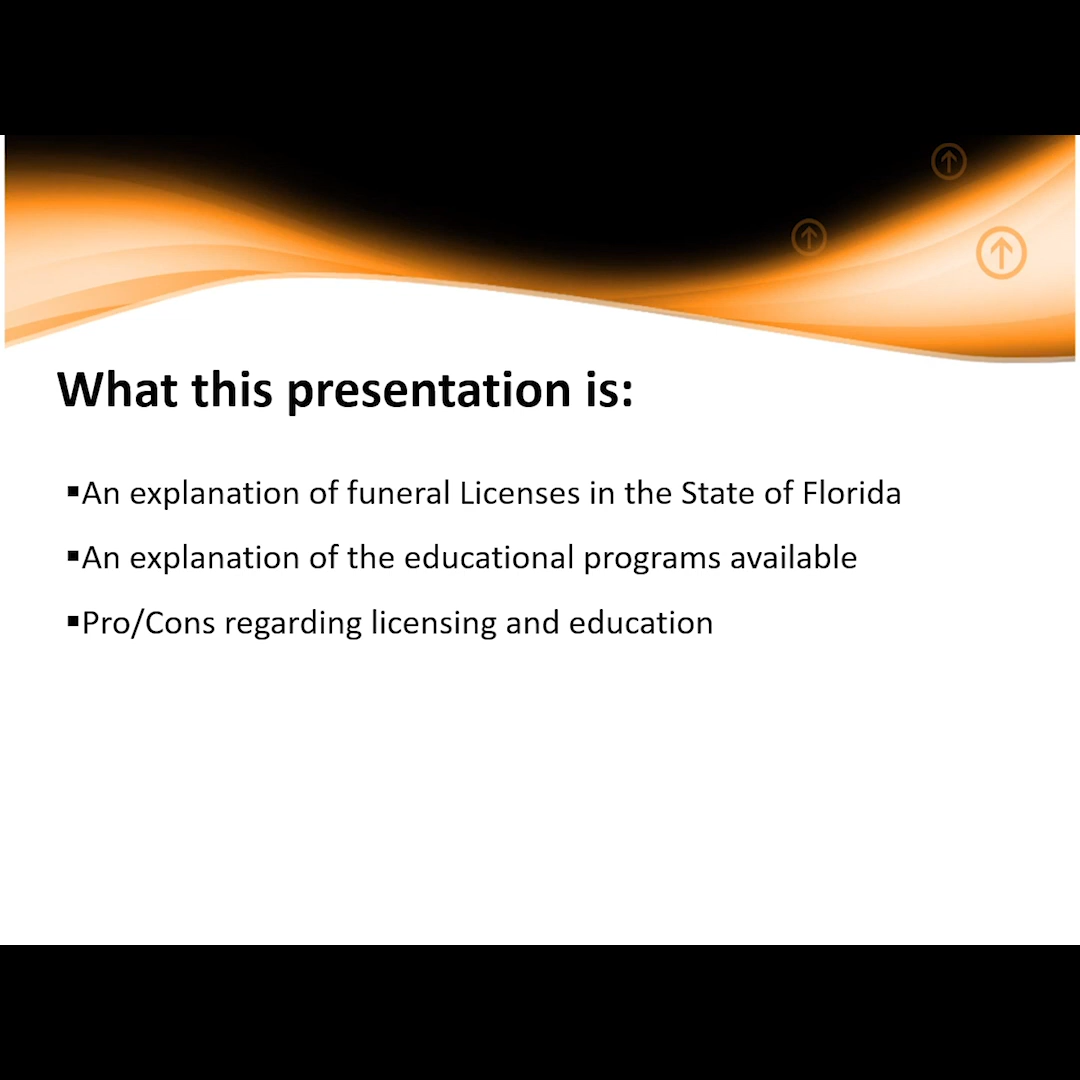 What this presentation is:
▪An explanation of funeral Licenses in the State of Florida
▪An explanation of the educational programs available
▪Pro/Cons regarding licensing and education